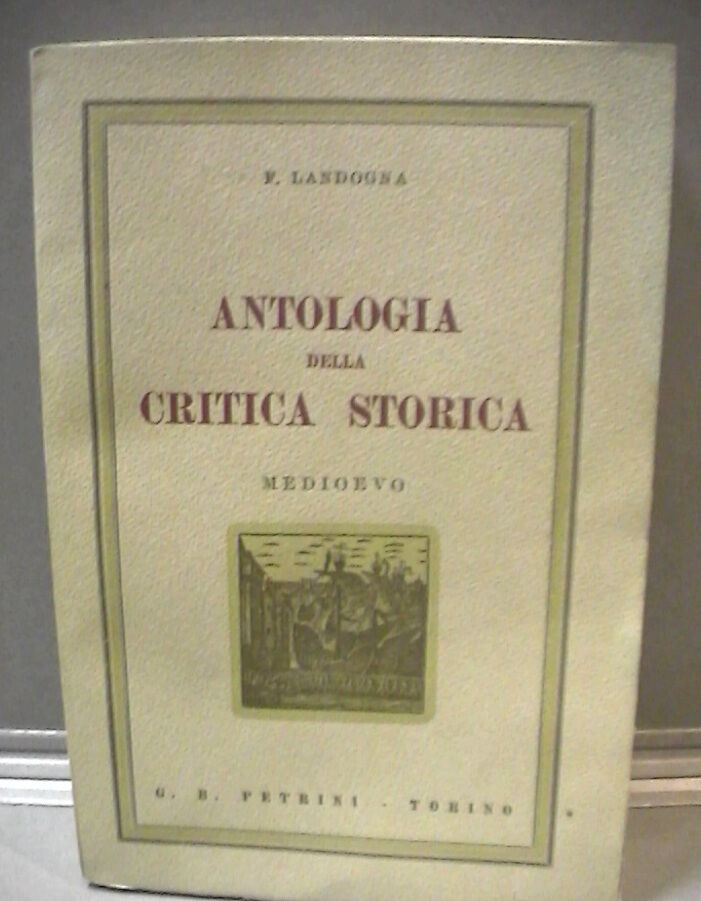 F. LANDOGNA
ANTOLOGIA
DELLA
CRITICA STORICA
MEDIOEVO
G. B. PETRINI - TORINO